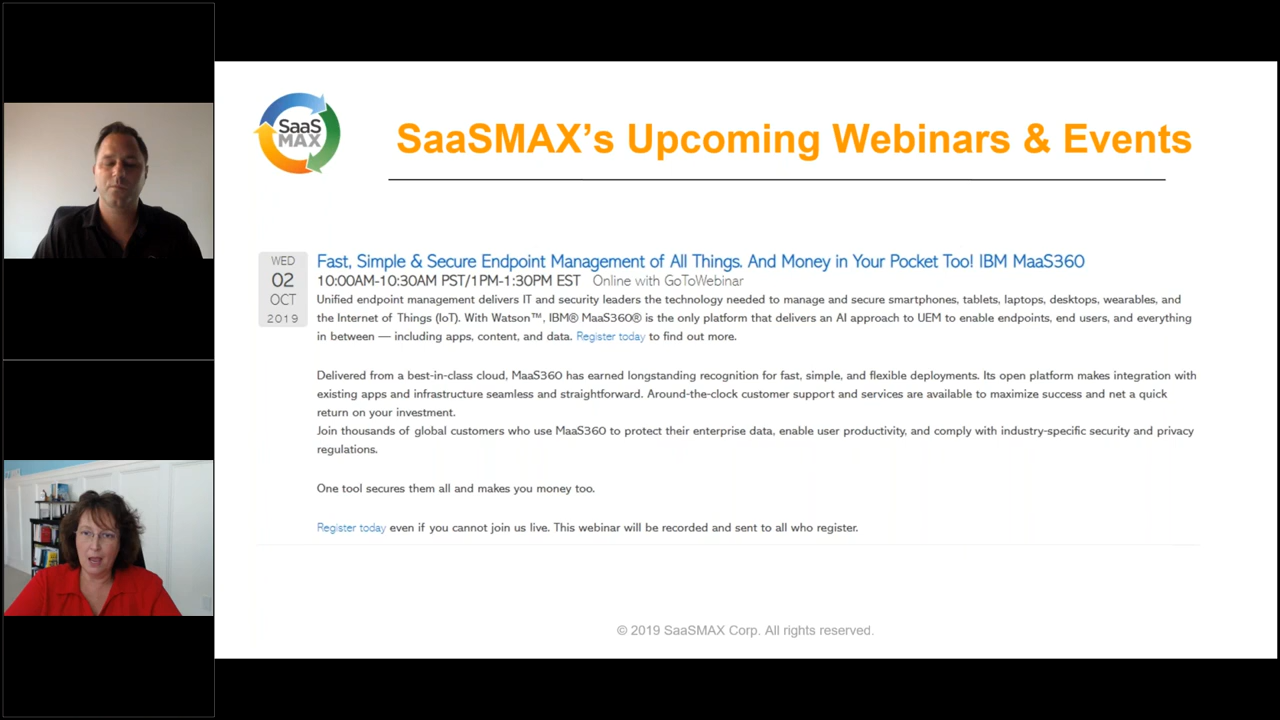 SaaS
MAX
SaaSMAX's Upcoming Webinars & Events
WED
02
OCT
2019
Fast, Simple & Secure Endpoint Management of All Things. And Money in Your Pocket Too! IBM MaaS360
10:00AM-10:30AM PST/1PM-1:30PM EST Online with GoToWebinar
Unified endpoint management delivers IT and security leaders the technology needed to manage and secure smartphones, tablets, laptops, desktops, wearables, and
the Internet of Things (IoT). With Watson™, IBM® MaaS360® is the only platform that delivers an AI approach to UEM to enable endpoints, end users, and everything
in between — including apps, content, and data. Register today to find out more.
Delivered from a best-in-class cloud, MaaS360 has earned longstanding recognition for fast, simple, and flexible deployments. Its open platform makes integration with
existing apps and infrastructure seamless and straightforward. Around-the-clock customer support and services are available to maximize success and net a quick
return on your investment.
Join thousands of global customers who use MaaS360 to protect their enterprise data, enable user productivity, and comply with industry-specific security and privacy
regulations.
One tool secures them all and makes you money too.
Register today even if you cannot join us live. This webinar will be recorded and sent to all who register.
© 2019 SaaSMAX Corp. All rights reserved.